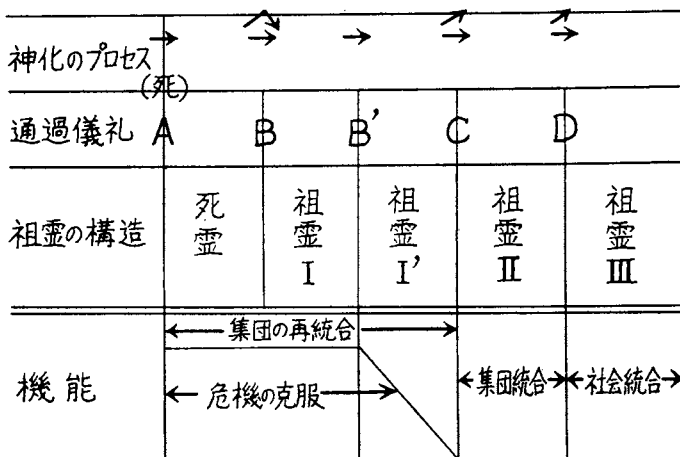 神化のプロセス
(死)
通過儀礼 A B B' C D
祖霊の構造 死霊 祖霊I 祖霊I' 祖霊II 祖霊III
集団の再統合
機能 危機の克服 集団統合 社会統合